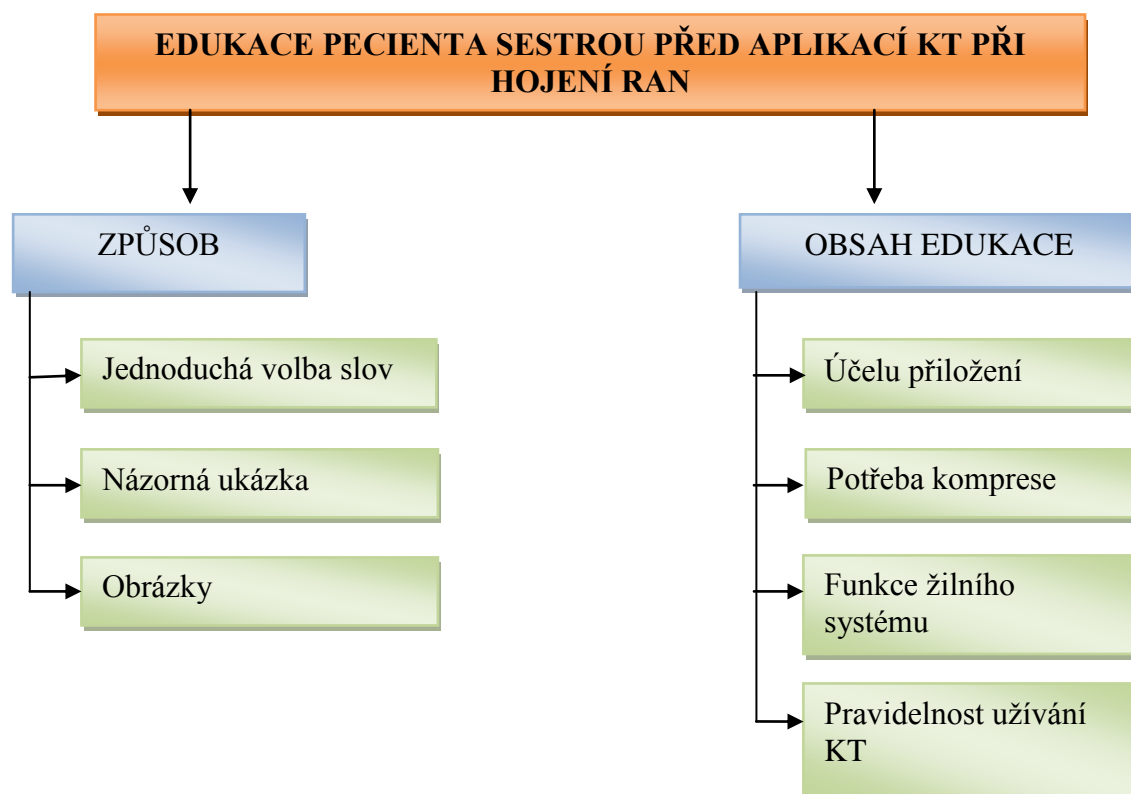 EDUKACE PECIENTA SESTROU PŘED APLIKACÍ KT PŘI
HOJENÍ RAN
ZPŮSOB
Jednoduchá volba slov
Názorná ukázka
Obrázky
OBSAH EDUKACE
Účelu přiložení
Potřeba komprese
Funkce žilního
systému
Pravidelnost užívání
KT